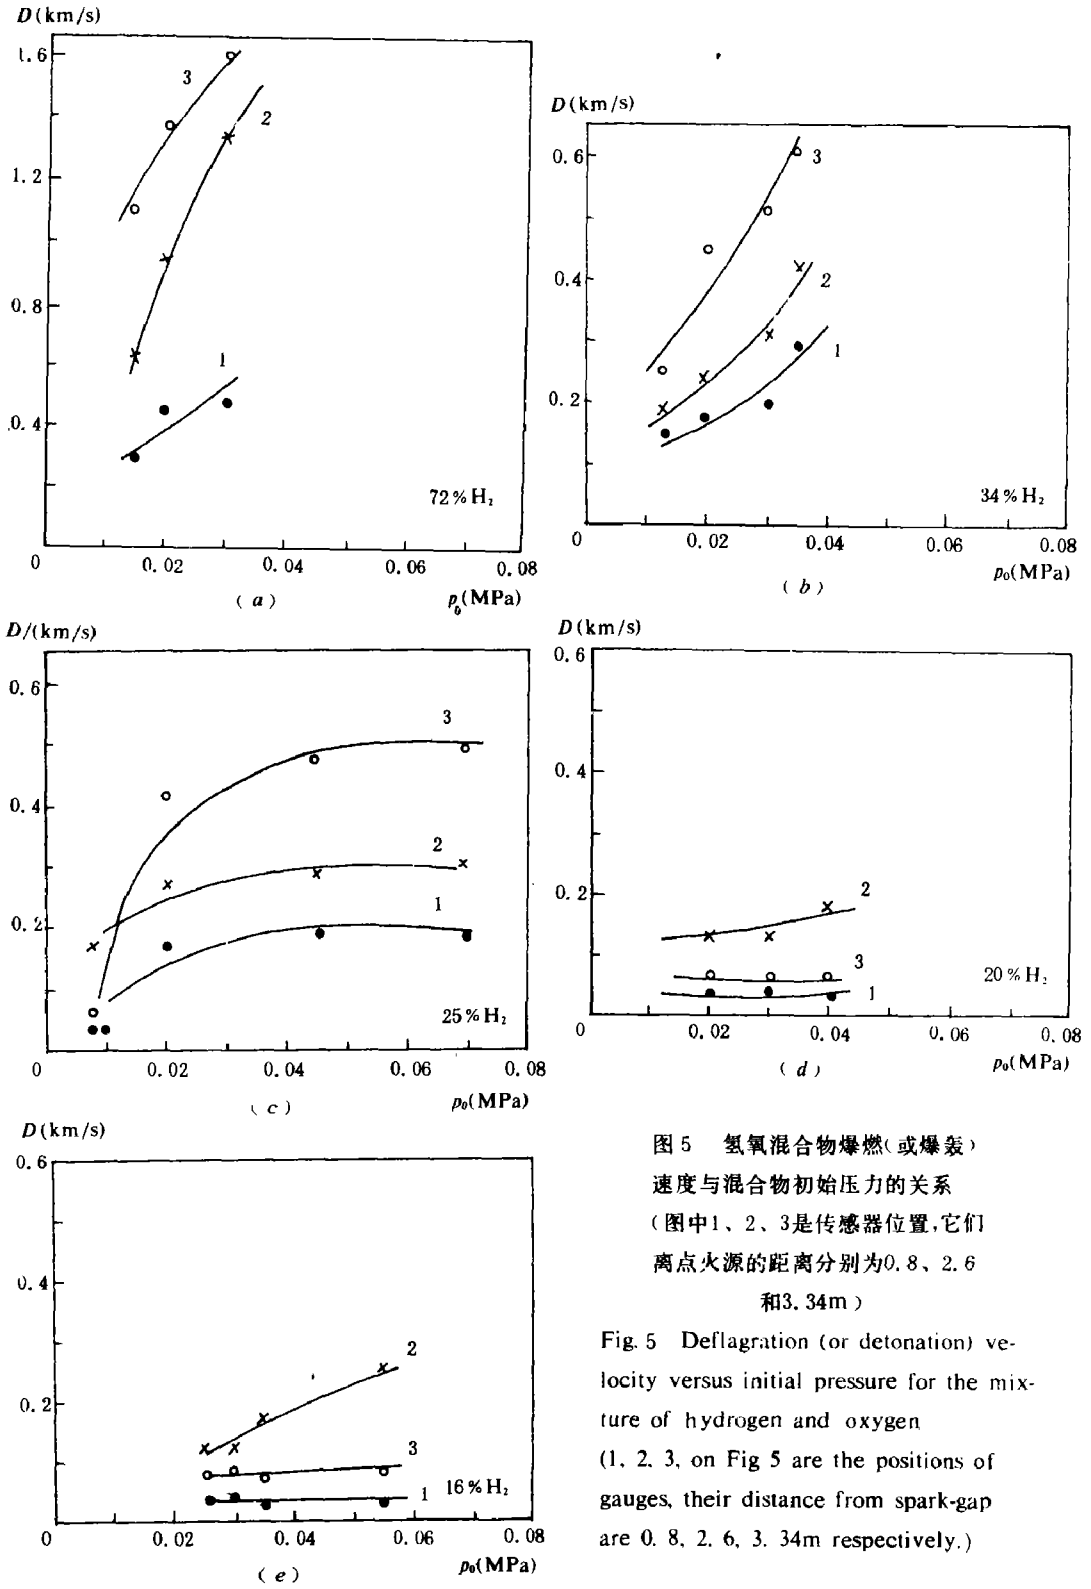 D(km/s)
1.6
1.2
0.8
0.4
0
0.02
0.04
0.06
0.08
3
2
1
72%H₂
(a)
p₀(MPa)
D(km/s)
0.6
0.4
0.2
0
0.02
0.04
0.06
0.08
3
2
1
34%H₂
(b)
p₀(MPa)
D/(km/s)
0.6
0.4
0.2
0
0.02
0.04
0.06
0.08
3
2
1
25%H₂
(c)
p₀(MPa)
D(km/s)
0.6
0.4
0.2
0
0.02
0.04
0.06
0.08
2
3
1
20%H₂
(d)
p₀(MPa)
D(km/s)
0.6
0.4
0.2
0
0.02
0.04
0.06
0.08
2
3
1
16%H₂
(e)
p₀(MPa)
图5 氢氧混合物爆燃(或爆轰)
速度与混合物初始压力的关系
(图中1、2、3是传感器位置,它们
离点火源的距离分别为0.8、2.6
和3.34m)
Fig. 5 Deflagration (or detonation) ve-
locity versus initial pressure for the mix-
ture of hydrogen and oxygen
(1, 2. 3, on Fig 5 are the positions of
gauges, their distance from spark-gap
are 0. 8, 2. 6, 3. 34m respectively.)